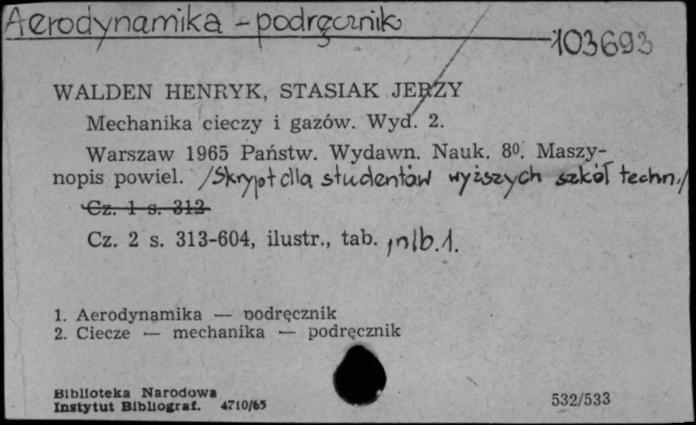 Aerodynamika - podręcznik
103693
WALDEN HENRYK, STASIAK JERZY
Mechanika cieczy i gazów. Wyd. 2.
Warszaw 1965 Państw. Wydawn. Nauk. 8º. Maszy-
nopis powiel. /Skrypt dla studentów wyższych szkół techn./
Cz. 1 s. 312
Cz. 2 s. 313-604, ilustr., tab. , nlb. 1.
1. Aerodynamika — podręcznik
2. Ciecze — mechanika — podręcznik
Biblioteka Narodowa
Instytut Bibliograf. 4710/65
532/533